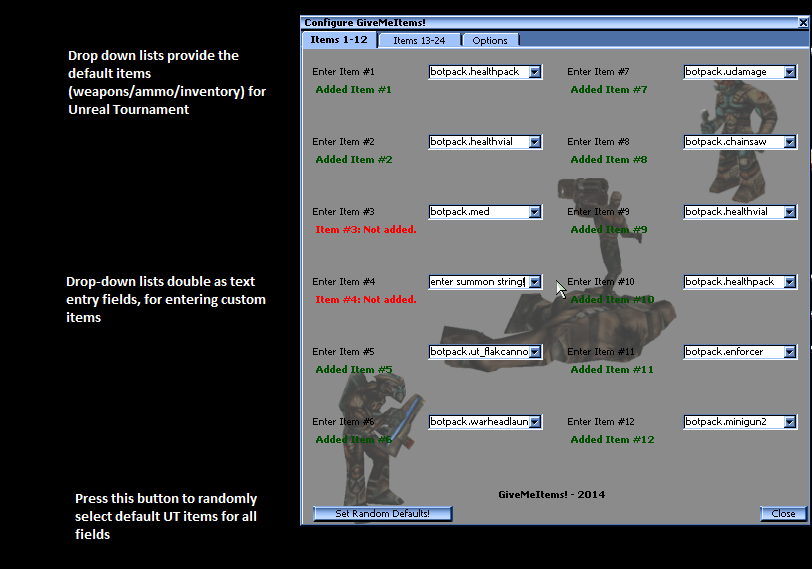 Configure GiveMeItems!
Items 1-12
Items 13-24
Options
Drop down lists provide the
default items
(weapons/ammo/inventory) for
Unreal Tournament
Enter Item #1 botpack.healthpack
Added Item #1
Enter Item #7 botpack.udamage
Added Item #7
Enter Item #2 botpack.healthvial
Added Item #2
Enter Item #8 botpack.chainsaw
Added Item #8
Enter Item #3 botpack.med
Item #3: Not added.
Enter Item #9 botpack.healthvial
Added Item #9
Drop-down lists double as text
entry fields, for entering custom
items
Enter Item #4 enter summon string!
Item #4: Not added.
Enter Item #10 botpack.healthpack
Added Item #10
Enter Item #5 botpack.ut_flakcanno
Added Item #5
Enter Item #11 botpack.enforcer
Added Item #11
Enter Item #6 botpack.warheadlaun
Added Item #6
Enter Item #12 botpack.minigun2
Added Item #12
Press this button to randomly
select default UT items for all
fields
GiveMeItems! - 2014
Set Random Defaults!
Close